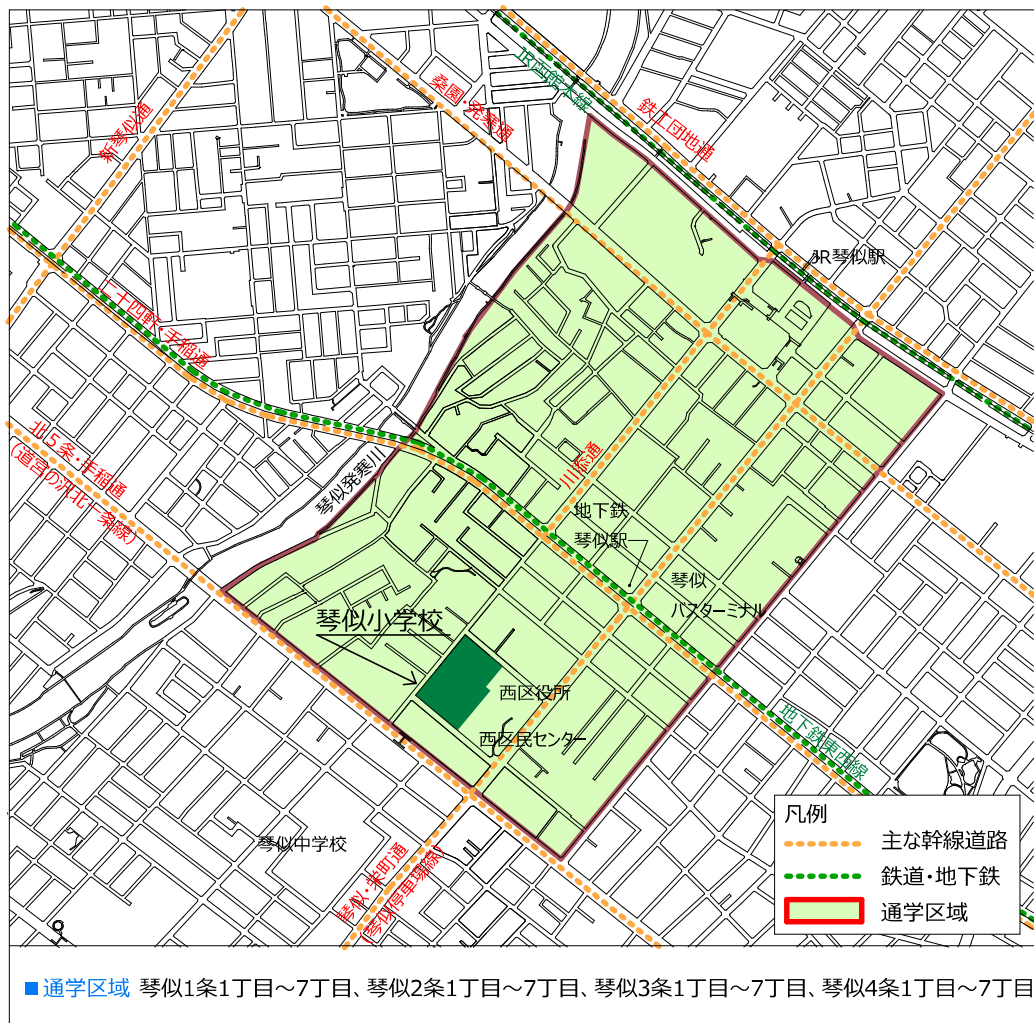 JR函館本線
桑園・発寒通
鉄工団地通
新琴似通
JR琴似駅
二十四軒・手稲通
北5条・手稲通
(道宮の沢北一条線)
琴似発寒川
川添通
地下鉄
琴似駅
琴似
バスターミナル
琴似小学校
西区役所
西区民センター
地下鉄東西線
琴似中学校
琴似・栄町通
(琴似停車場線)
凡例
主な幹線道路
鉄道・地下鉄
通学区域
■通学区域 琴似1条1丁目～7丁目、琴似2条1丁目～7丁目、琴似3条1丁目～7丁目、琴似4条1丁目～7丁目